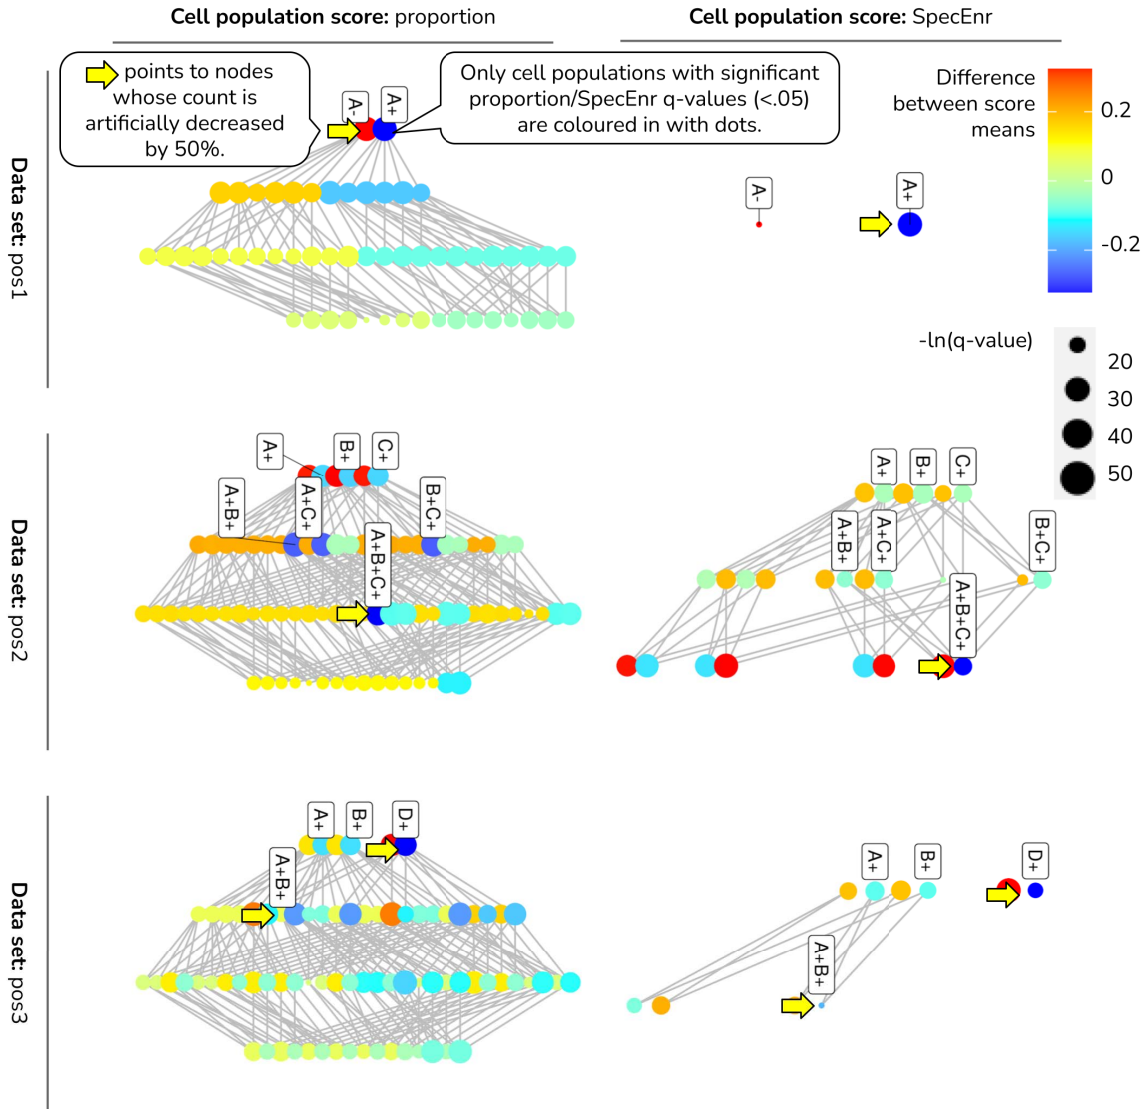 Cell population score: proportion
Cell population score: SpecEnr
points to nodes
whose count is
artificially decreased
by 50%.
Only cell populations with significant
proportion/SpecEnr q-values (<.05)
are coloured in with dots.
Difference
between score
means
0.2
0
-0.2
-ln(q-value)
20
30
40
50
Data set: pos1
A-
A+
A-
A+
Data set: pos2
A+
B+
C+
A+B+
A+C+
B+C+
A+B+C+
A+
B+
C+
A+B+
A+C+
B+C+
A+B+C+
Data set: pos3
A+
B+
D+
A+B+
A+
B+
D+
A+B+